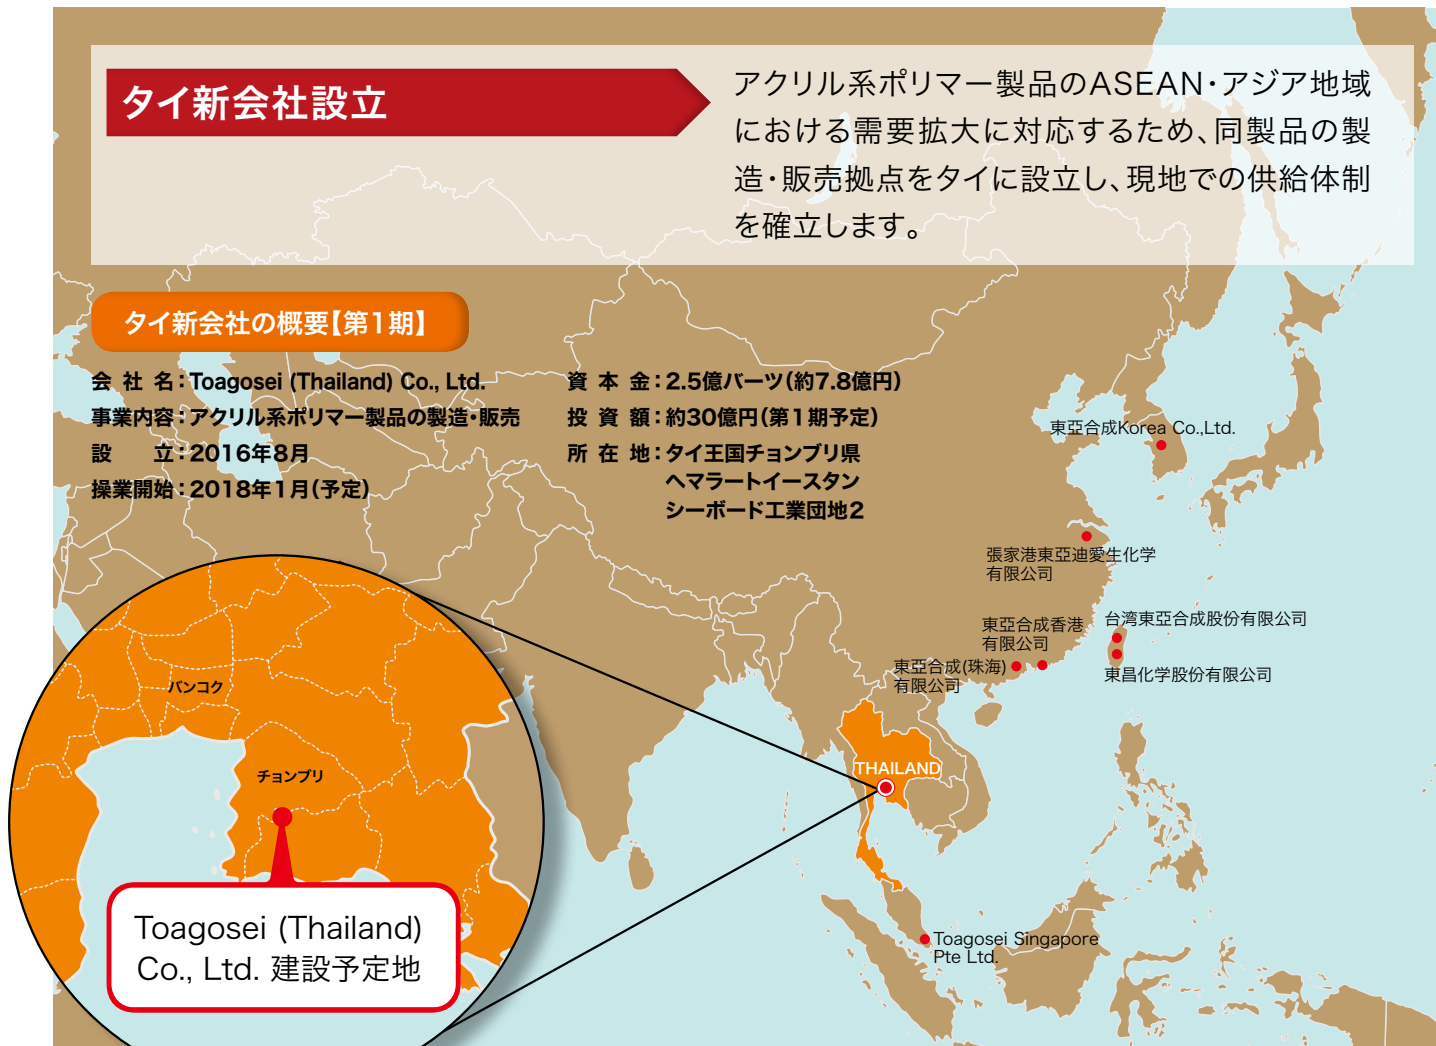 タイ新会社設立
アクリル系ポリマー製品のASEAN・アジア地域
における需要拡大に対応するため、同製品の製
造・販売拠点をタイに設立し、現地での供給体制
を確立します。
タイ新会社の概要【第1期】
会社名：Toagosei (Thailand) Co., Ltd.
事業内容：アクリル系ポリマー製品の製造・販売
設立：2016年8月
操業開始：2018年1月（予定）
資本金：2.5億バーツ（約7.8億円）
投資額：約30億円（第1期予定）
所在地：タイ王国チョンブリ県
ヘマラートイースタン
シーボード工業団地2
東亞合成Korea Co.,Ltd.
張家港東亞迪愛生化学
有限公司
東亞合成香港
有限公司
台湾東亞合成股份有限公司
東亞合成(珠海)
有限公司
東昌化学股份有限公司
バンコク
チョンブリ
THAILAND
Toagosei (Thailand)
Co., Ltd. 建設予定地
Toagosei Singapore
Pte Ltd.